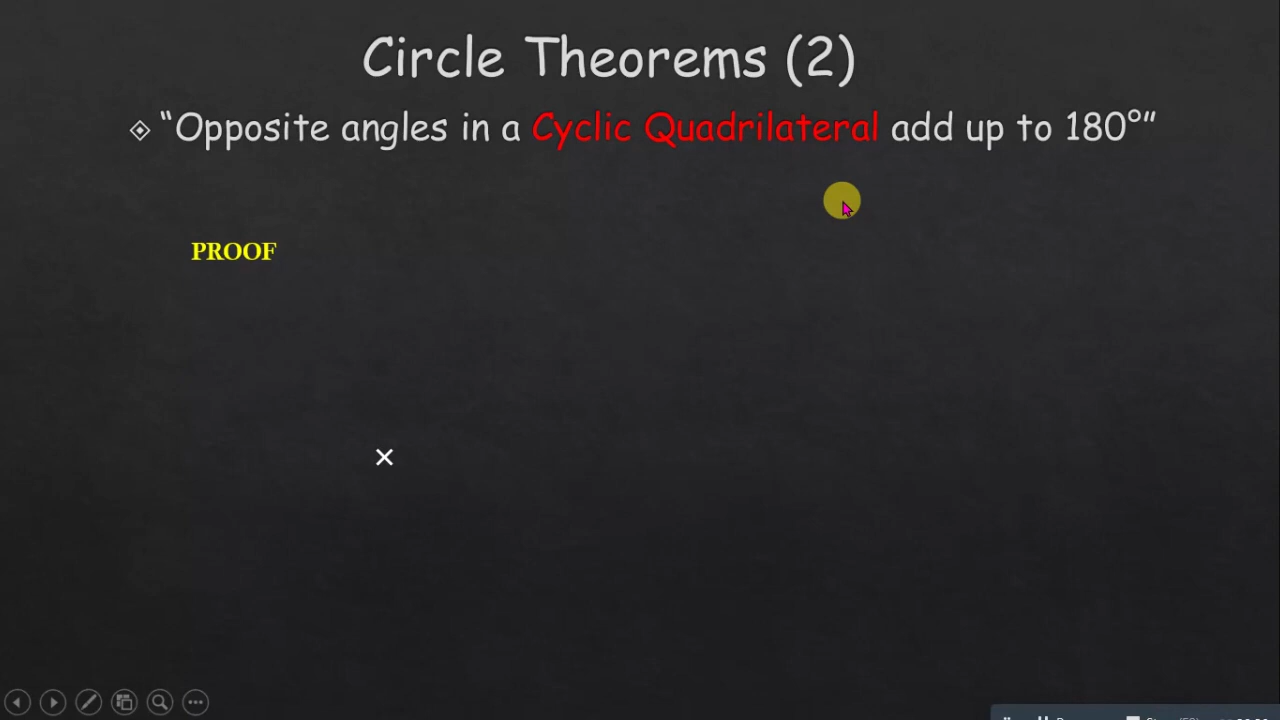 Circle Theorems (2)
“Opposite angles in a Cyclic Quadrilateral add up to 180°”
PROOF